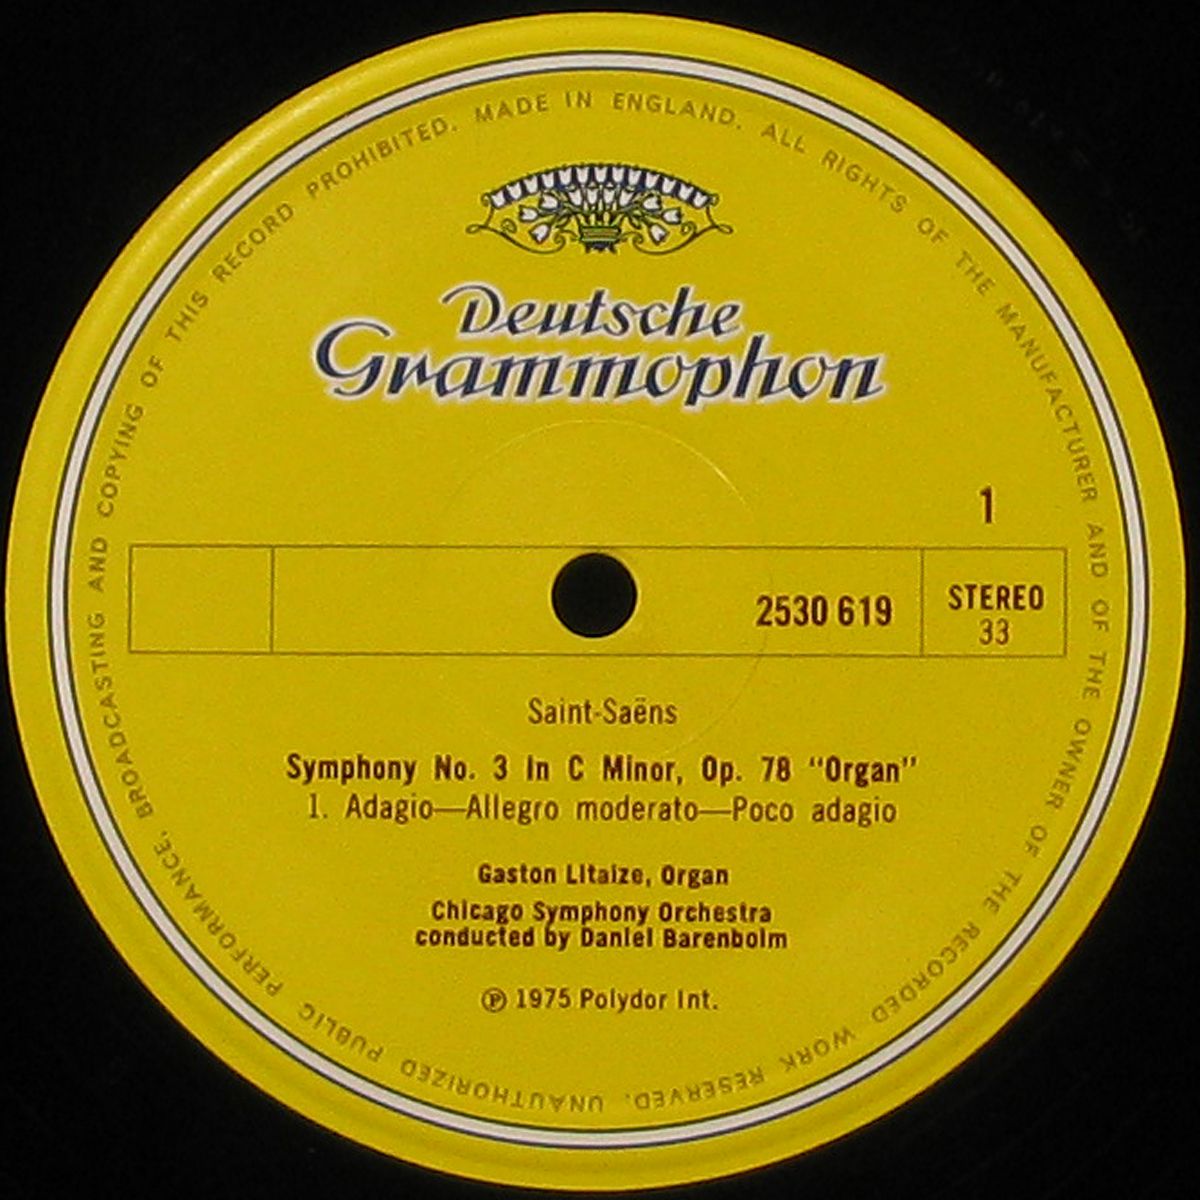 MADE IN ENGLAND. ALL RIGHTS OF THE MANUFACTURER AND OF THE OWNER OF THE RECORDED WORK RESERVED. UNAUTHORIZED PUBLIC PERFORMANCE, BROADCASTING AND COPYING OF THIS RECORD PROHIBITED.
Deutsche
Grammophon
1
2530 619
STEREO
33
Saint-Saëns
Symphony No. 3 In C Minor, Op. 78 "Organ"
1. Adagio—Allegro moderato—Poco adagio
Gaston Litaize, Organ
Chicago Symphony Orchestra
conducted by Daniel Barenboim
℗ 1975 Polydor Int.